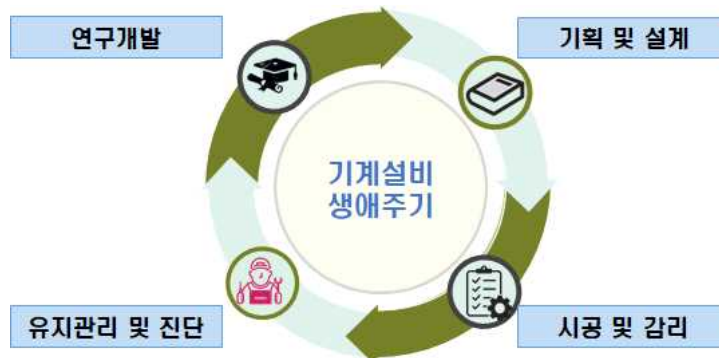 연구개발
기획 및 설계
기계설비
생애주기
유지관리 및 진단
시공 및 감리